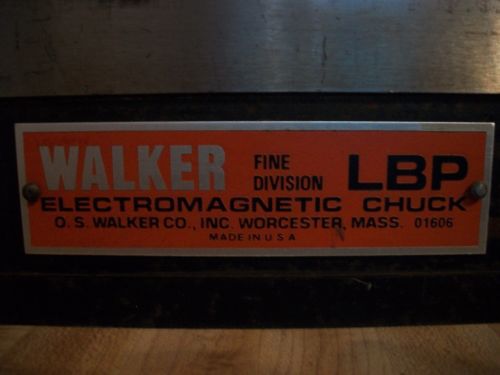 WALKER FINE DIVISION LBP
ELECTROMAGNETIC CHUCK
O. S. WALKER CO., INC. WORCESTER, MASS. 01606
MADE IN U S A